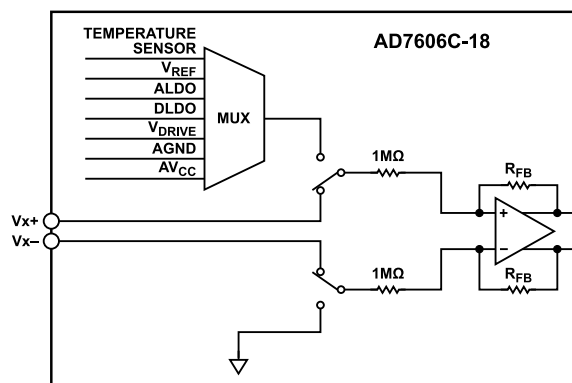 TEMPERATURE
SENSOR
AD7606C-18
VREF
ALDO
DLDO
MUX
VDRIVE
AGND
AVCC
1MΩ
RFB
Vx+
+
Vx–
–
1MΩ
RFB